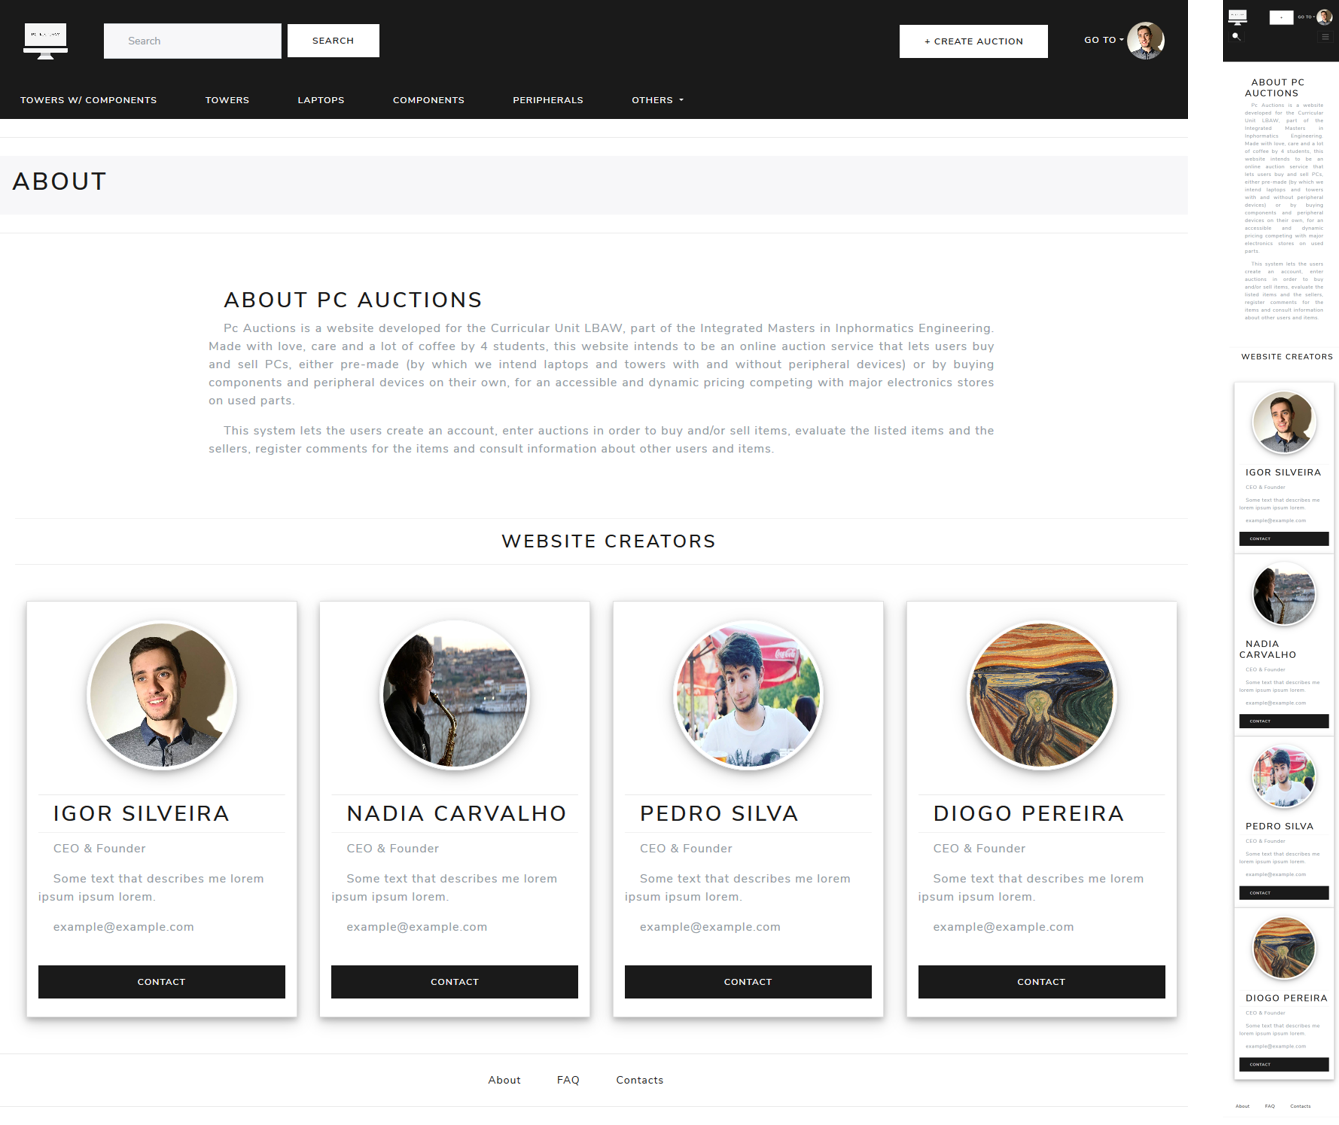 Search
SEARCH
+ CREATE AUCTION
GO TO
TOWERS W/ COMPONENTS
TOWERS
LAPTOPS
COMPONENTS
PERIPHERALS
OTHERS
ABOUT
ABOUT PC AUCTIONS
Pc Auctions is a website developed for the Curricular Unit LBAW, part of the Integrated Masters in Inphormatics Engineering.
Made with love, care and a lot of coffee by 4 students, this website intends to be an online auction service that lets users buy
and sell PCs, either pre-made (by which we intend laptops and towers with and without peripheral devices) or by buying
components and peripheral devices on their own, for an accessible and dynamic pricing competing with major electronics stores
on used parts.
This system lets the users create an account, enter auctions in order to buy and/or sell items, evaluate the listed items and the
sellers, register comments for the items and consult information about other users and items.
WEBSITE CREATORS
IGOR SILVEIRA
CEO & Founder
Some text that describes me lorem
ipsum ipsum lorem.
example@example.com
CONTACT
NADIA CARVALHO
CEO & Founder
Some text that describes me lorem
ipsum ipsum lorem.
example@example.com
CONTACT
PEDRO SILVA
CEO & Founder
Some text that describes me lorem
ipsum ipsum lorem.
example@example.com
CONTACT
DIOGO PEREIRA
CEO & Founder
Some text that describes me lorem
ipsum ipsum lorem.
example@example.com
CONTACT
About
FAQ
Contacts
+
GO TO
ABOUT PC
AUCTIONS
Pc Auctions is a website
developed for the Curricular
Unit LBAW, part of the
Integrated Masters in
Inphormatics Engineering.
Made with love, care and a lot
of coffee by 4 students, this
website intends to be an
online auction service that
lets users buy and sell PCs,
either pre-made (by which we
intend laptops and towers
with and without peripheral
devices) or by buying
components and peripheral
devices on their own, for an
accessible and dynamic
pricing competing with major
electronics stores on used
parts.
This system lets the users
create an account, enter
auctions in order to buy
and/or sell items, evaluate the
listed items and the sellers,
register comments for the
items and consult information
about other users and items.
WEBSITE CREATORS
IGOR SILVEIRA
CEO & Founder
Some text that describes me
lorem ipsum ipsum lorem.
example@example.com
CONTACT
NADIA
CARVALHO
CEO & Founder
Some text that describes me
lorem ipsum ipsum lorem.
example@example.com
CONTACT
PEDRO SILVA
CEO & Founder
Some text that describes me
lorem ipsum ipsum lorem.
example@example.com
CONTACT
DIOGO PEREIRA
CEO & Founder
Some text that describes me
lorem ipsum ipsum lorem.
example@example.com
CONTACT
About
FAQ
Contacts